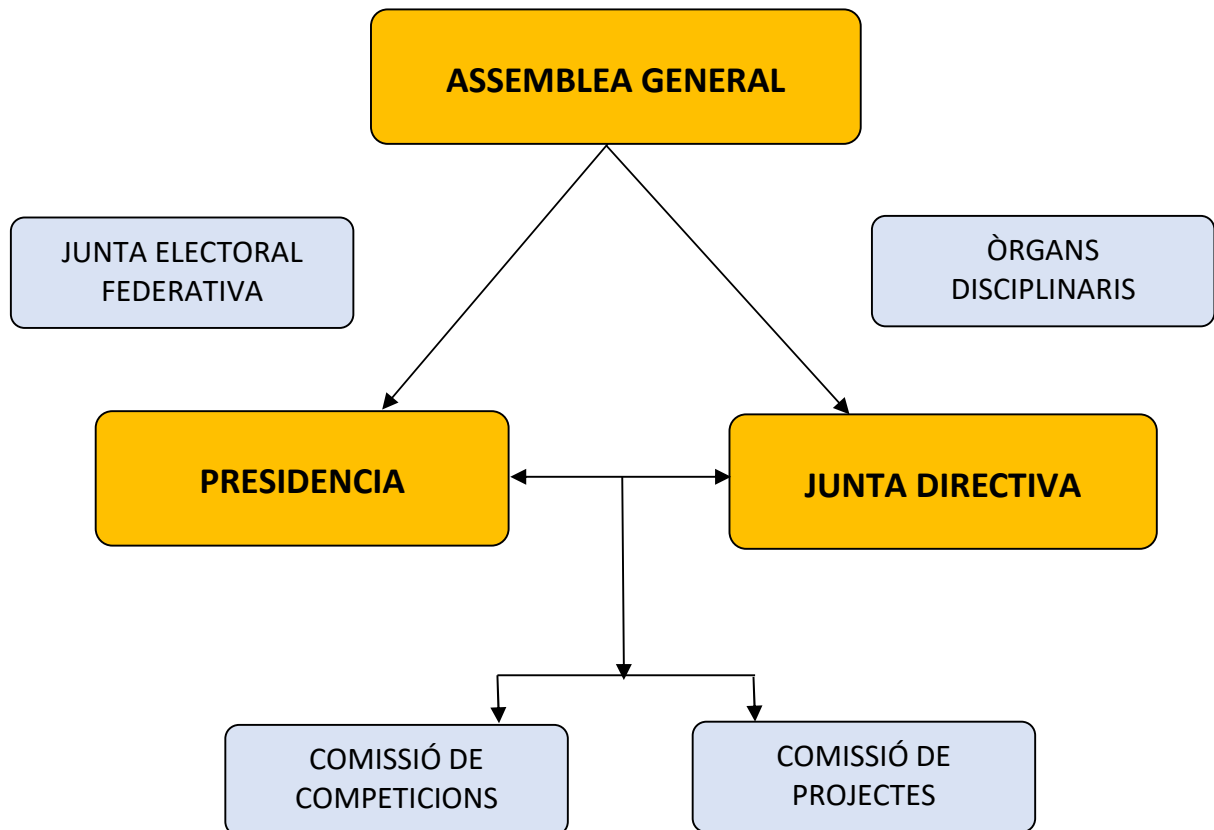 ASSEMBLEA GENERAL
JUNTA ELECTORAL
FEDERATIVA
ÒRGANS
DISCIPLINARIS
PRESIDENCIA
JUNTA DIRECTIVA
COMISSIÓ DE
COMPETICIONS
COMISSIÓ DE
PROJECTES